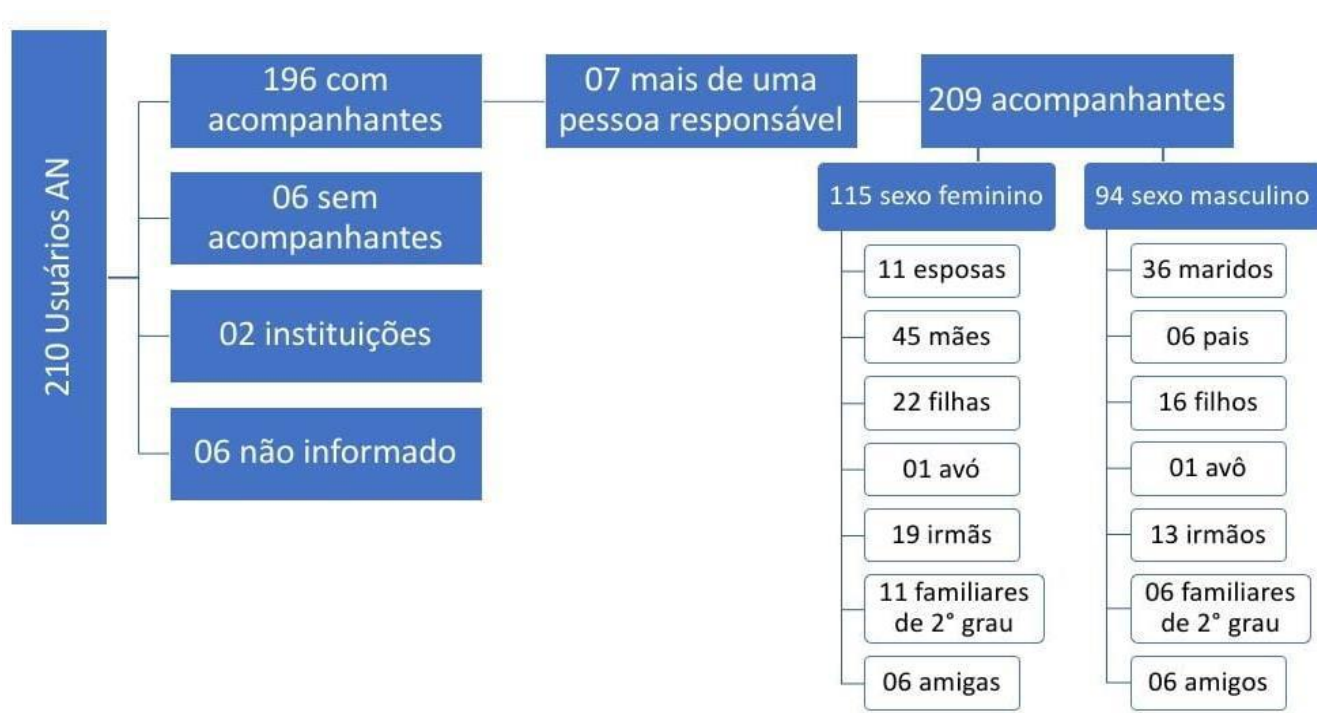 210 Usuários AN
196 com
acompanhantes
07 mais de uma
pessoa responsável
209 acompanhantes
06 sem
acompanhantes
02 instituições
06 não informado
115 sexo feminino
11 esposas
45 mães
22 filhas
01 avó
19 irmãs
11 familiares
de 2° grau
06 amigas
94 sexo masculino
36 maridos
06 pais
16 filhos
01 avô
13 irmãos
06 familiares
de 2° grau
06 amigos